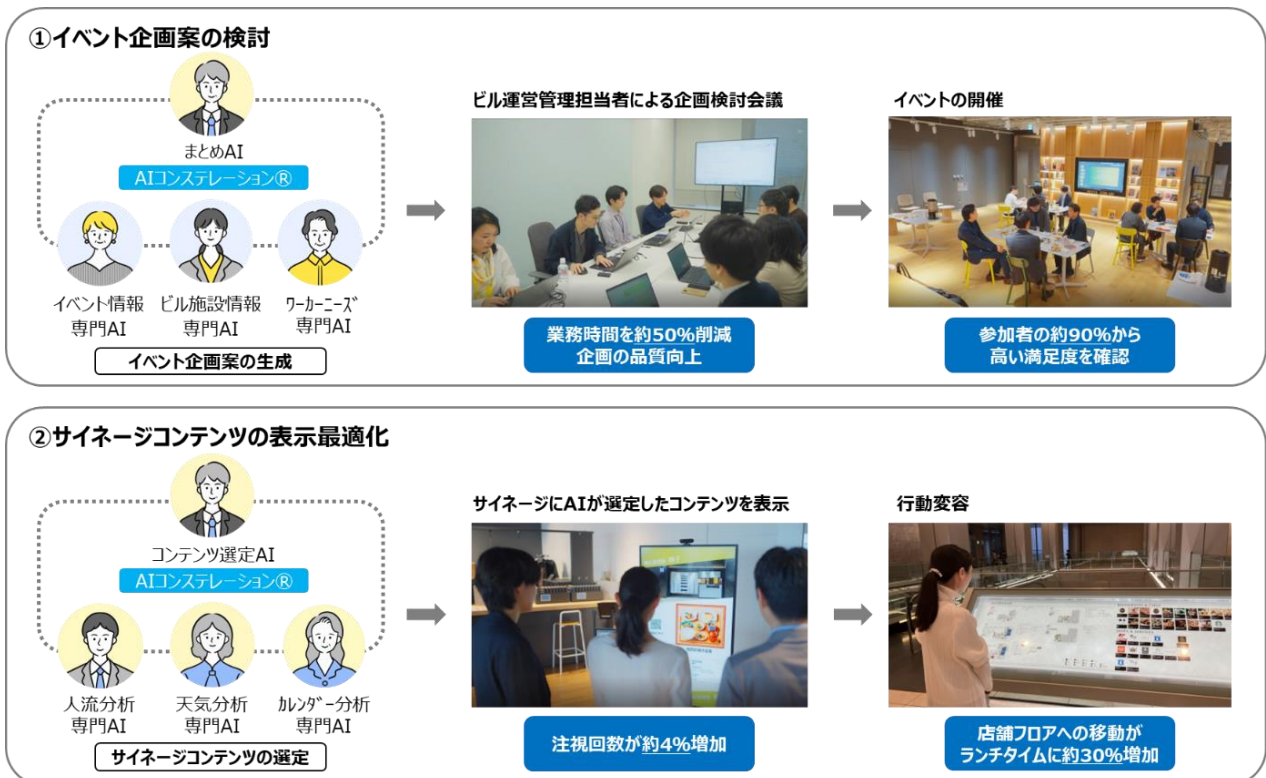 ①イベント企画案の検討
まとめAI
AIコンステレーション®
イベント情報
専門AI
ビル施設情報
専門AI
ワーカーニーズ
専門AI
イベント企画案の生成
ビル運営管理担当者による企画検討会議
業務時間を約50%削減
企画の品質向上
イベントの開催
参加者の約90%から
高い満足度を確認
②サイネージコンテンツの表示最適化
コンテンツ選定AI
AIコンステレーション®
人流分析
専門AI
天気分析
専門AI
カレンダー分析
専門AI
サイネージコンテンツの選定
サイネージにAIが選定したコンテンツを表示
注視回数が約4%増加
行動変容
店舗フロアへの移動が
ランチタイムに約30%増加